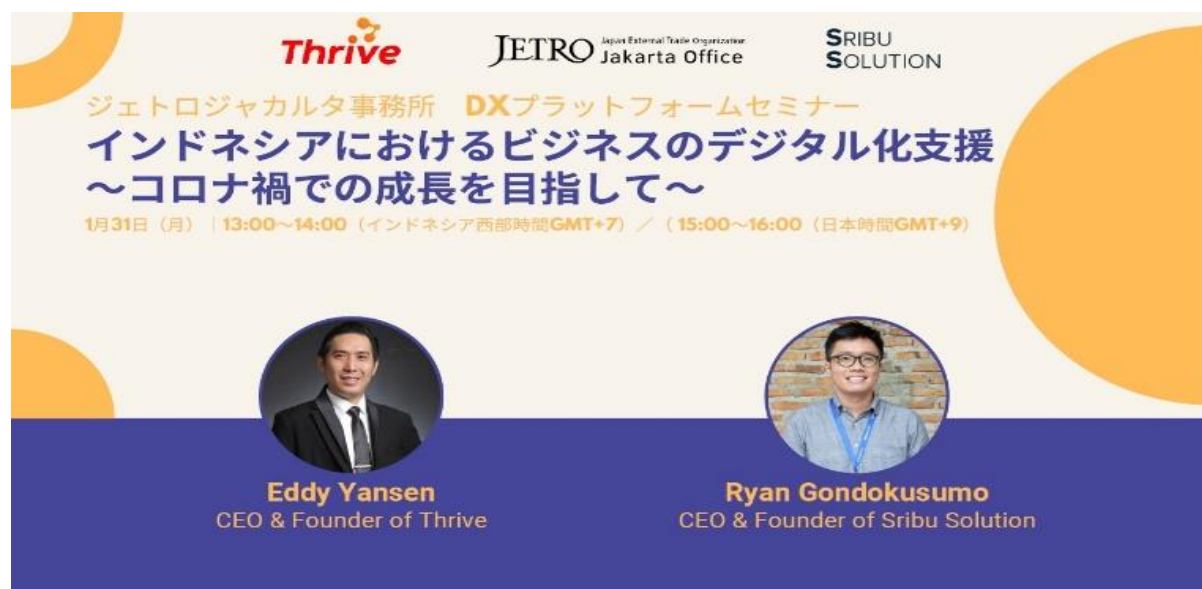 Thrive
JETRO Japan External Trade Organization
Jakarta Office
SRIBU
SOLUTION
ジェトロジャカルタ事務所 DXプラットフォームセミナー
インドネシアにおけるビジネスのデジタル化支援
～コロナ禍での成長を目指して～
1月31日（月）｜13:00～14:00（インドネシア西部時間GMT+7）／（15:00～16:00（日本時間GMT+9）
Eddy Yansen
CEO & Founder of Thrive
Ryan Gondokusumo
CEO & Founder of Sribu Solution